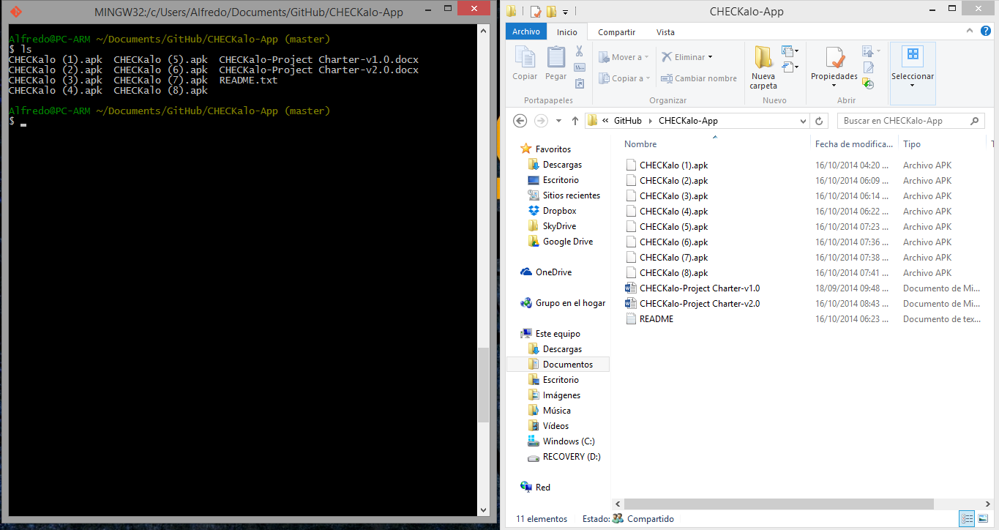 MINGW32:/c/Users/Alfredo/Documents/GitHub/CHECKalo-App
Alfredo@PC-ARM ~/Documents/GitHub/CHECKalo-App (master)
$ ls
CHECKalo (1).apk  CHECKalo (5).apk  CHECKalo-Project Charter-v1.0.docx
CHECKalo (2).apk  CHECKalo (6).apk  CHECKalo-Project Charter-v2.0.docx
CHECKalo (3).apk  CHECKalo (7).apk  README.txt
CHECKalo (4).apk  CHECKalo (8).apk
Alfredo@PC-ARM ~/Documents/GitHub/CHECKalo-App (master)
$
CHECKalo-App
Archivo Inicio Compartir Vista
Copiar Pegar Mover a Copiar a Eliminar Cambiar nombre
Nueva carpeta
Propiedades
Seleccionar
Portapapeles Organizar Nuevo Abrir
« GitHub CHECKalo-App
Buscar en CHECKalo-App
Favoritos
Descargas
Escritorio
Sitios recientes
Dropbox
SkyDrive
Google Drive
OneDrive
Grupo en el hogar
Este equipo
Descargas
Documentos
Escritorio
Imágenes
Música
Vídeos
Windows (C:)
RECOVERY (D:)
Red
Nombre Fecha de modifica... Tipo
CHECKalo (1).apk 16/10/2014 04:20 ... Archivo APK
CHECKalo (2).apk 16/10/2014 06:09 ... Archivo APK
CHECKalo (3).apk 16/10/2014 06:14 ... Archivo APK
CHECKalo (4).apk 16/10/2014 06:22 ... Archivo APK
CHECKalo (5).apk 16/10/2014 07:23 ... Archivo APK
CHECKalo (6).apk 16/10/2014 07:36 ... Archivo APK
CHECKalo (7).apk 16/10/2014 07:38 ... Archivo APK
CHECKalo (8).apk 16/10/2014 07:41 ... Archivo APK
CHECKalo-Project Charter-v1.0 18/09/2014 09:48 ... Documento de Mi...
CHECKalo-Project Charter-v2.0 16/10/2014 08:43 ... Documento de Mi...
README 16/10/2014 06:23 ... Documento de tex...
11 elementos Estado: Compartido